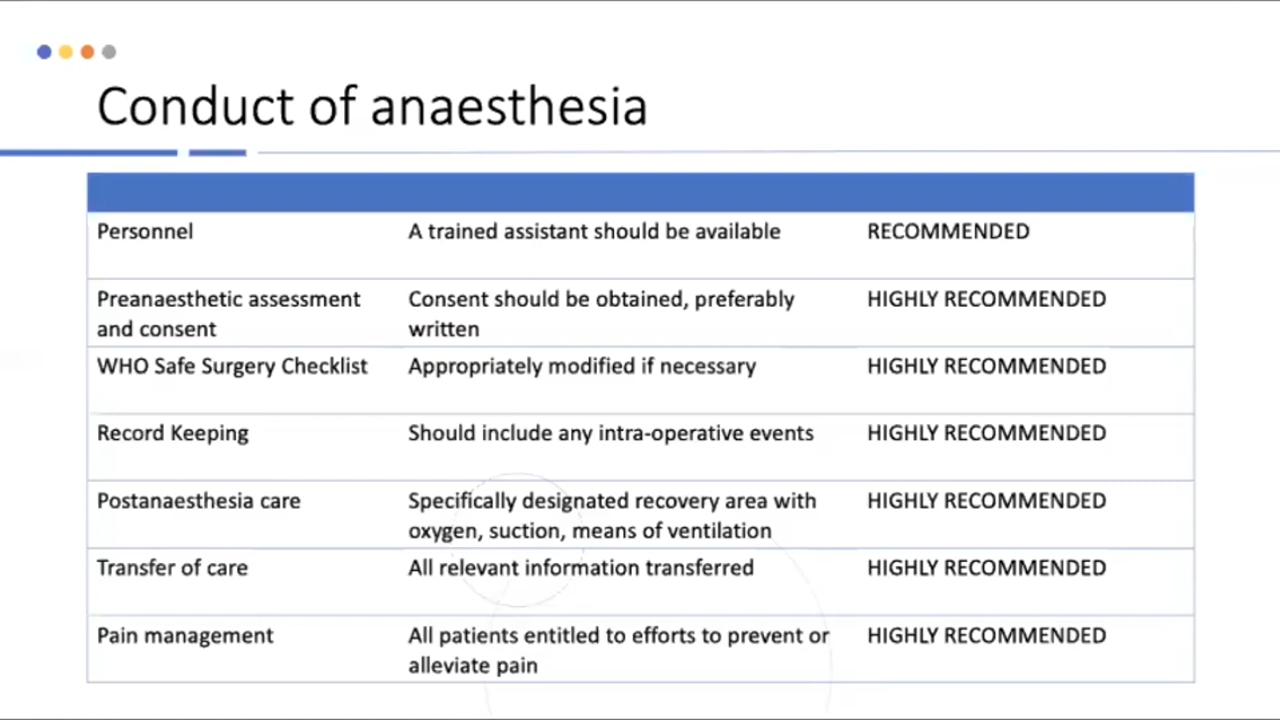 Conduct of anaesthesia
Personnel
A trained assistant should be available
RECOMMENDED
Preanaesthetic assessment
and consent
Consent should be obtained, preferably
written
HIGHLY RECOMMENDED
WHO Safe Surgery Checklist
Appropriately modified if necessary
HIGHLY RECOMMENDED
Record Keeping
Should include any intra-operative events
HIGHLY RECOMMENDED
Postanaesthesia care
Specifically designated recovery area with
oxygen, suction, means of ventilation
HIGHLY RECOMMENDED
Transfer of care
All relevant information transferred
HIGHLY RECOMMENDED
Pain management
All patients entitled to efforts to prevent or
alleviate pain
HIGHLY RECOMMENDED